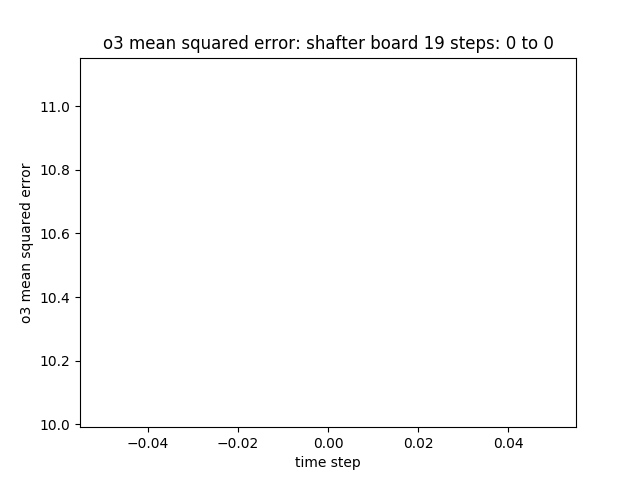 o3 mean squared error: shafter board 19 steps: 0 to 0
o3 mean squared error
11.0
10.8
10.6
10.4
10.2
10.0
−0.04 −0.02 0.00 0.02 0.04
time step